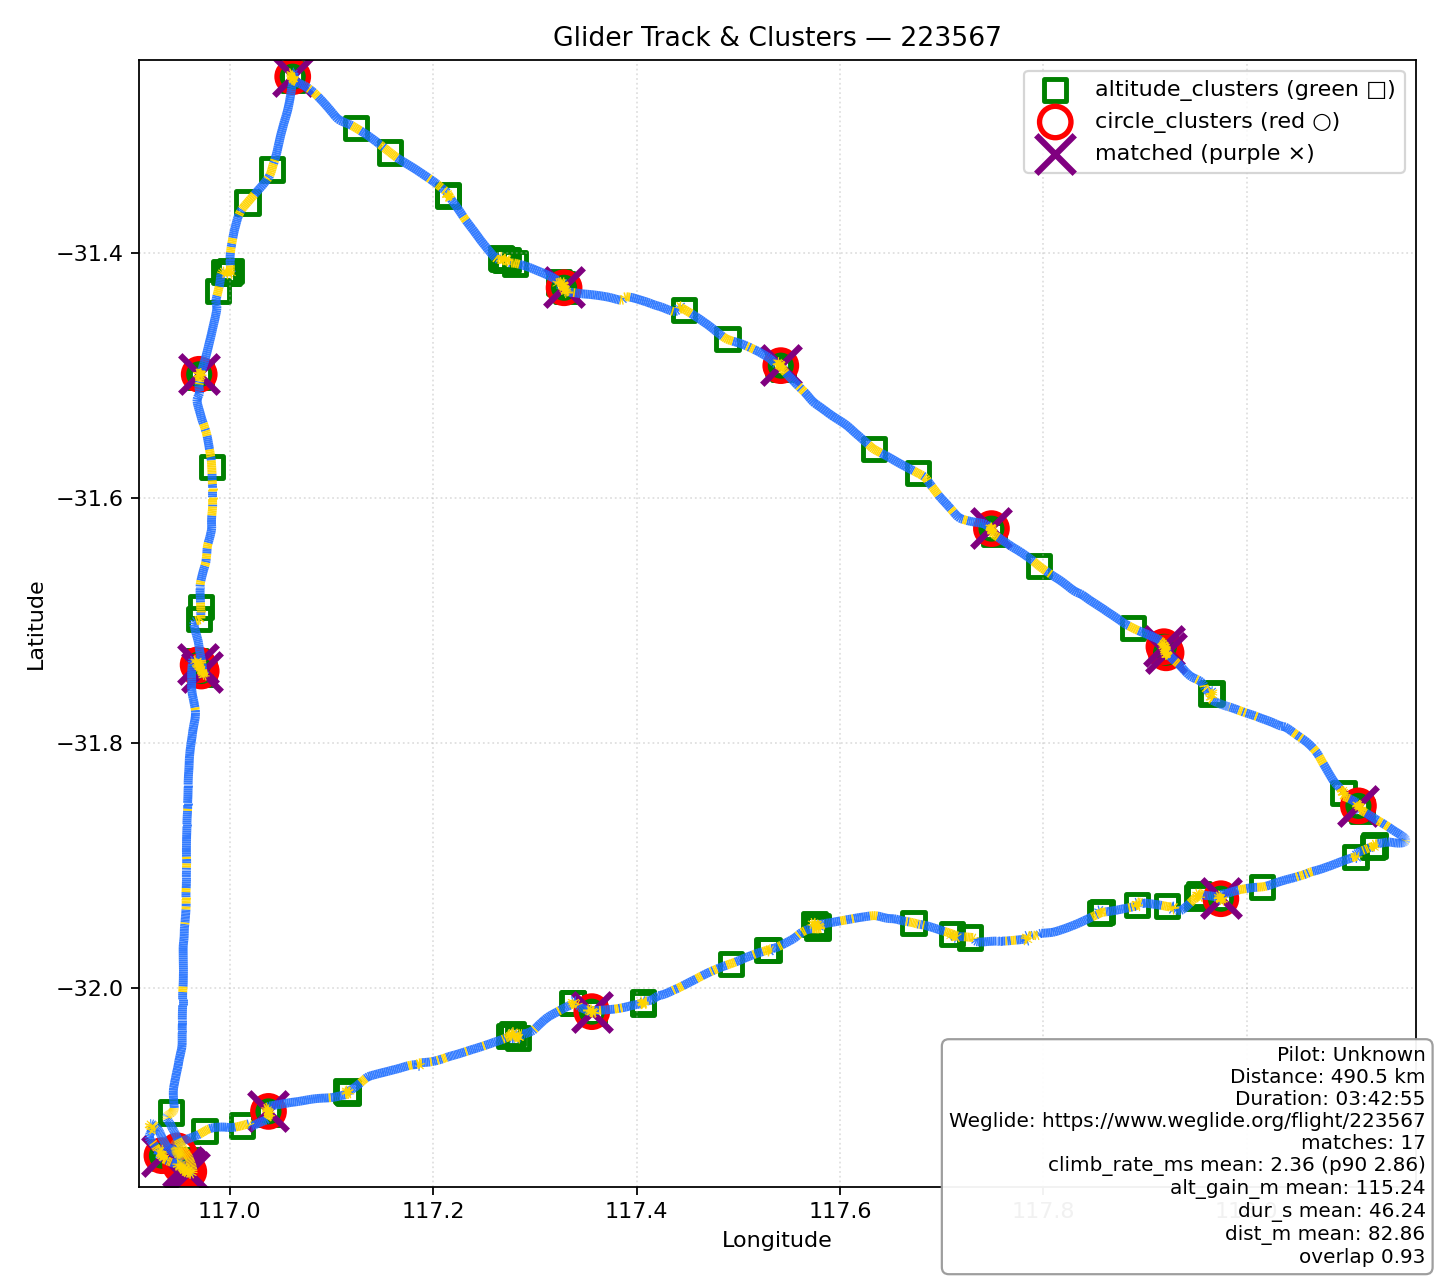 Glider Track & Clusters — 223567
altitude_clusters (green □)
circle_clusters (red ○)
matched (purple ×)
−31.4
−31.6
−31.8
−32.0
Latitude
117.0
117.2
117.4
117.6
117.8
Longitude
Pilot: Unknown
Distance: 490.5 km
Duration: 03:42:55
Weglide: https://www.weglide.org/flight/223567
matches: 17
climb_rate_ms mean: 2.36 (p90 2.86)
alt_gain_m mean: 115.24
dur_s mean: 46.24
dist_m mean: 82.86
overlap 0.93